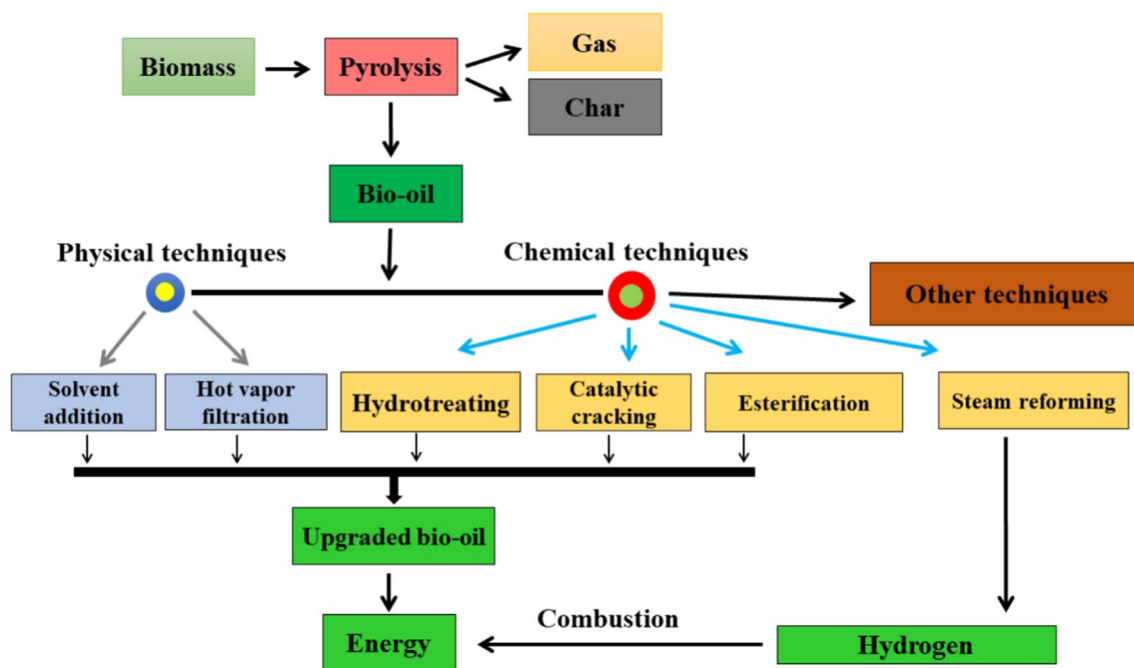 Gas
Biomass
Pyrolysis
Char
Bio-oil
Physical techniques
Chemical techniques
Other techniques
Solvent
addition
Hot vapor
filtration
Hydrotreating
Catalytic
cracking
Esterification
Steam reforming
Upgraded bio-oil
Combustion
Energy
Hydrogen